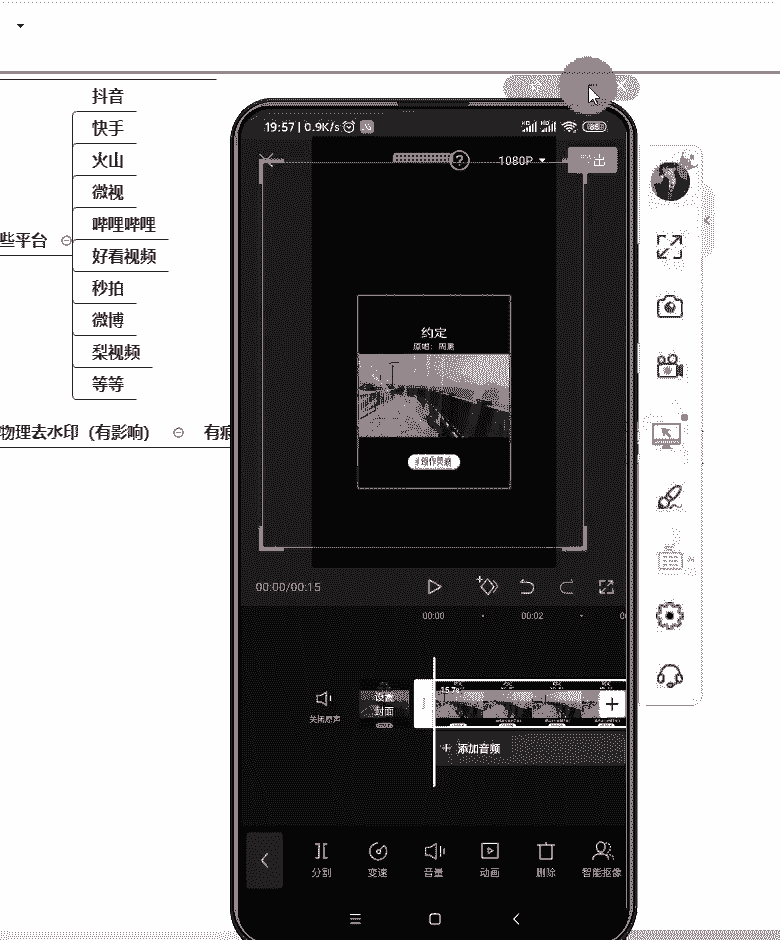 抖音
快手
火山
微视
哔哩哔哩
些平台
好看视频
秒拍
微博
梨视频
等等
物理去水印（有影响）
有痕
19:57 | 0.9K/s
1080P
出
约定
原唱：周蕙
00:00/00:15
00:00
00:02
关闭原声
设置
封面
15.7s
添加音频
分割
变速
音量
动画
删除
智能抠像